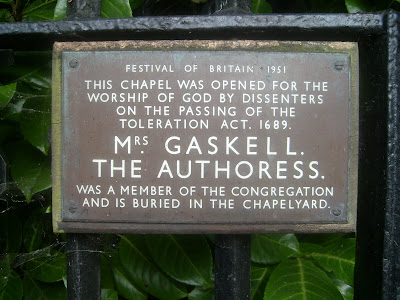 FESTIVAL OF BRITAIN 1951
THIS CHAPEL WAS OPENED FOR THE
WORSHIP OF GOD BY DISSENTERS
ON THE PASSING OF THE
TOLERATION ACT. 1689.
MRS GASKELL.
THE AUTHORESS.
WAS A MEMBER OF THE CONGREGATION
AND IS BURIED IN THE CHAPELYARD.